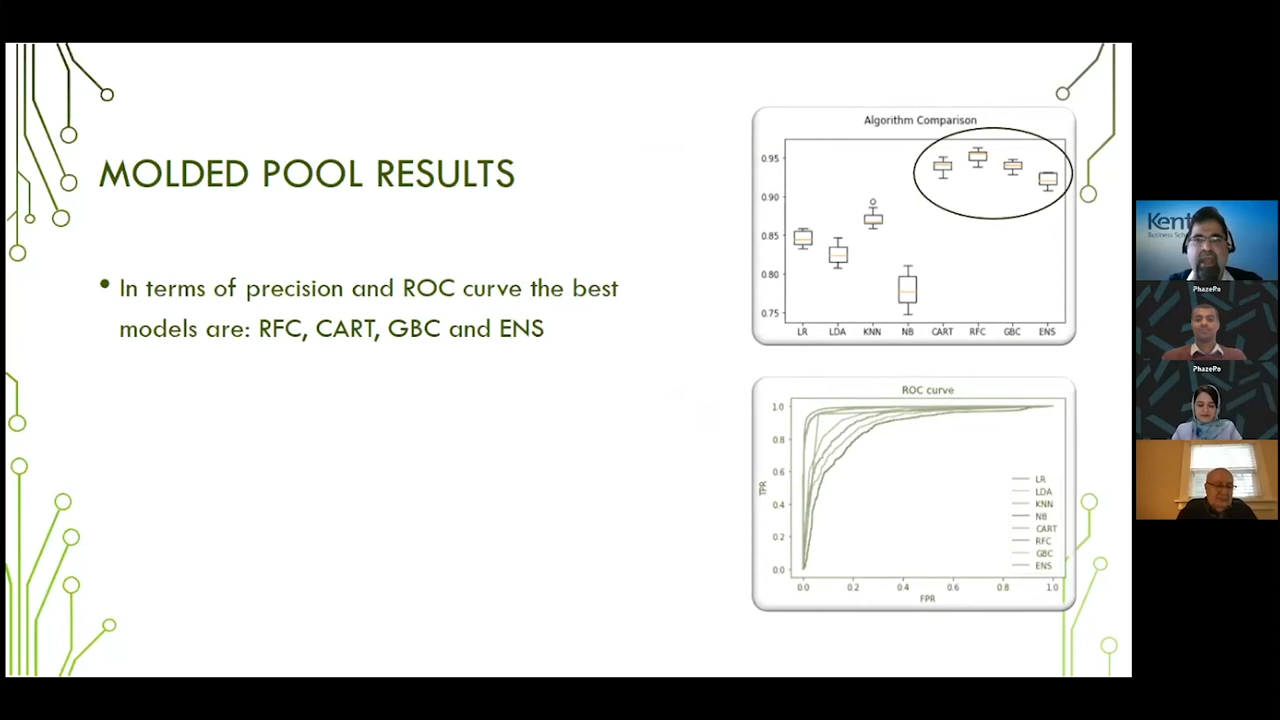 MOLDED POOL RESULTS
• In terms of precision and ROC curve the best
models are: RFC, CART, GBC and ENS
Algorithm Comparison
0.95
0.90
0.85
0.80
0.75
LR LDA KNN NB CART RFC GBC ENS
ROC curve
1.0
0.8
0.6
0.4
0.2
0.0
TPR
LR
LDA
KNN
NB
CART
RFC
GBC
ENS
0.0 0.2 0.4 0.6 0.8 1.0
FPR
Kent
Business
PhazeRo
PhazeRo